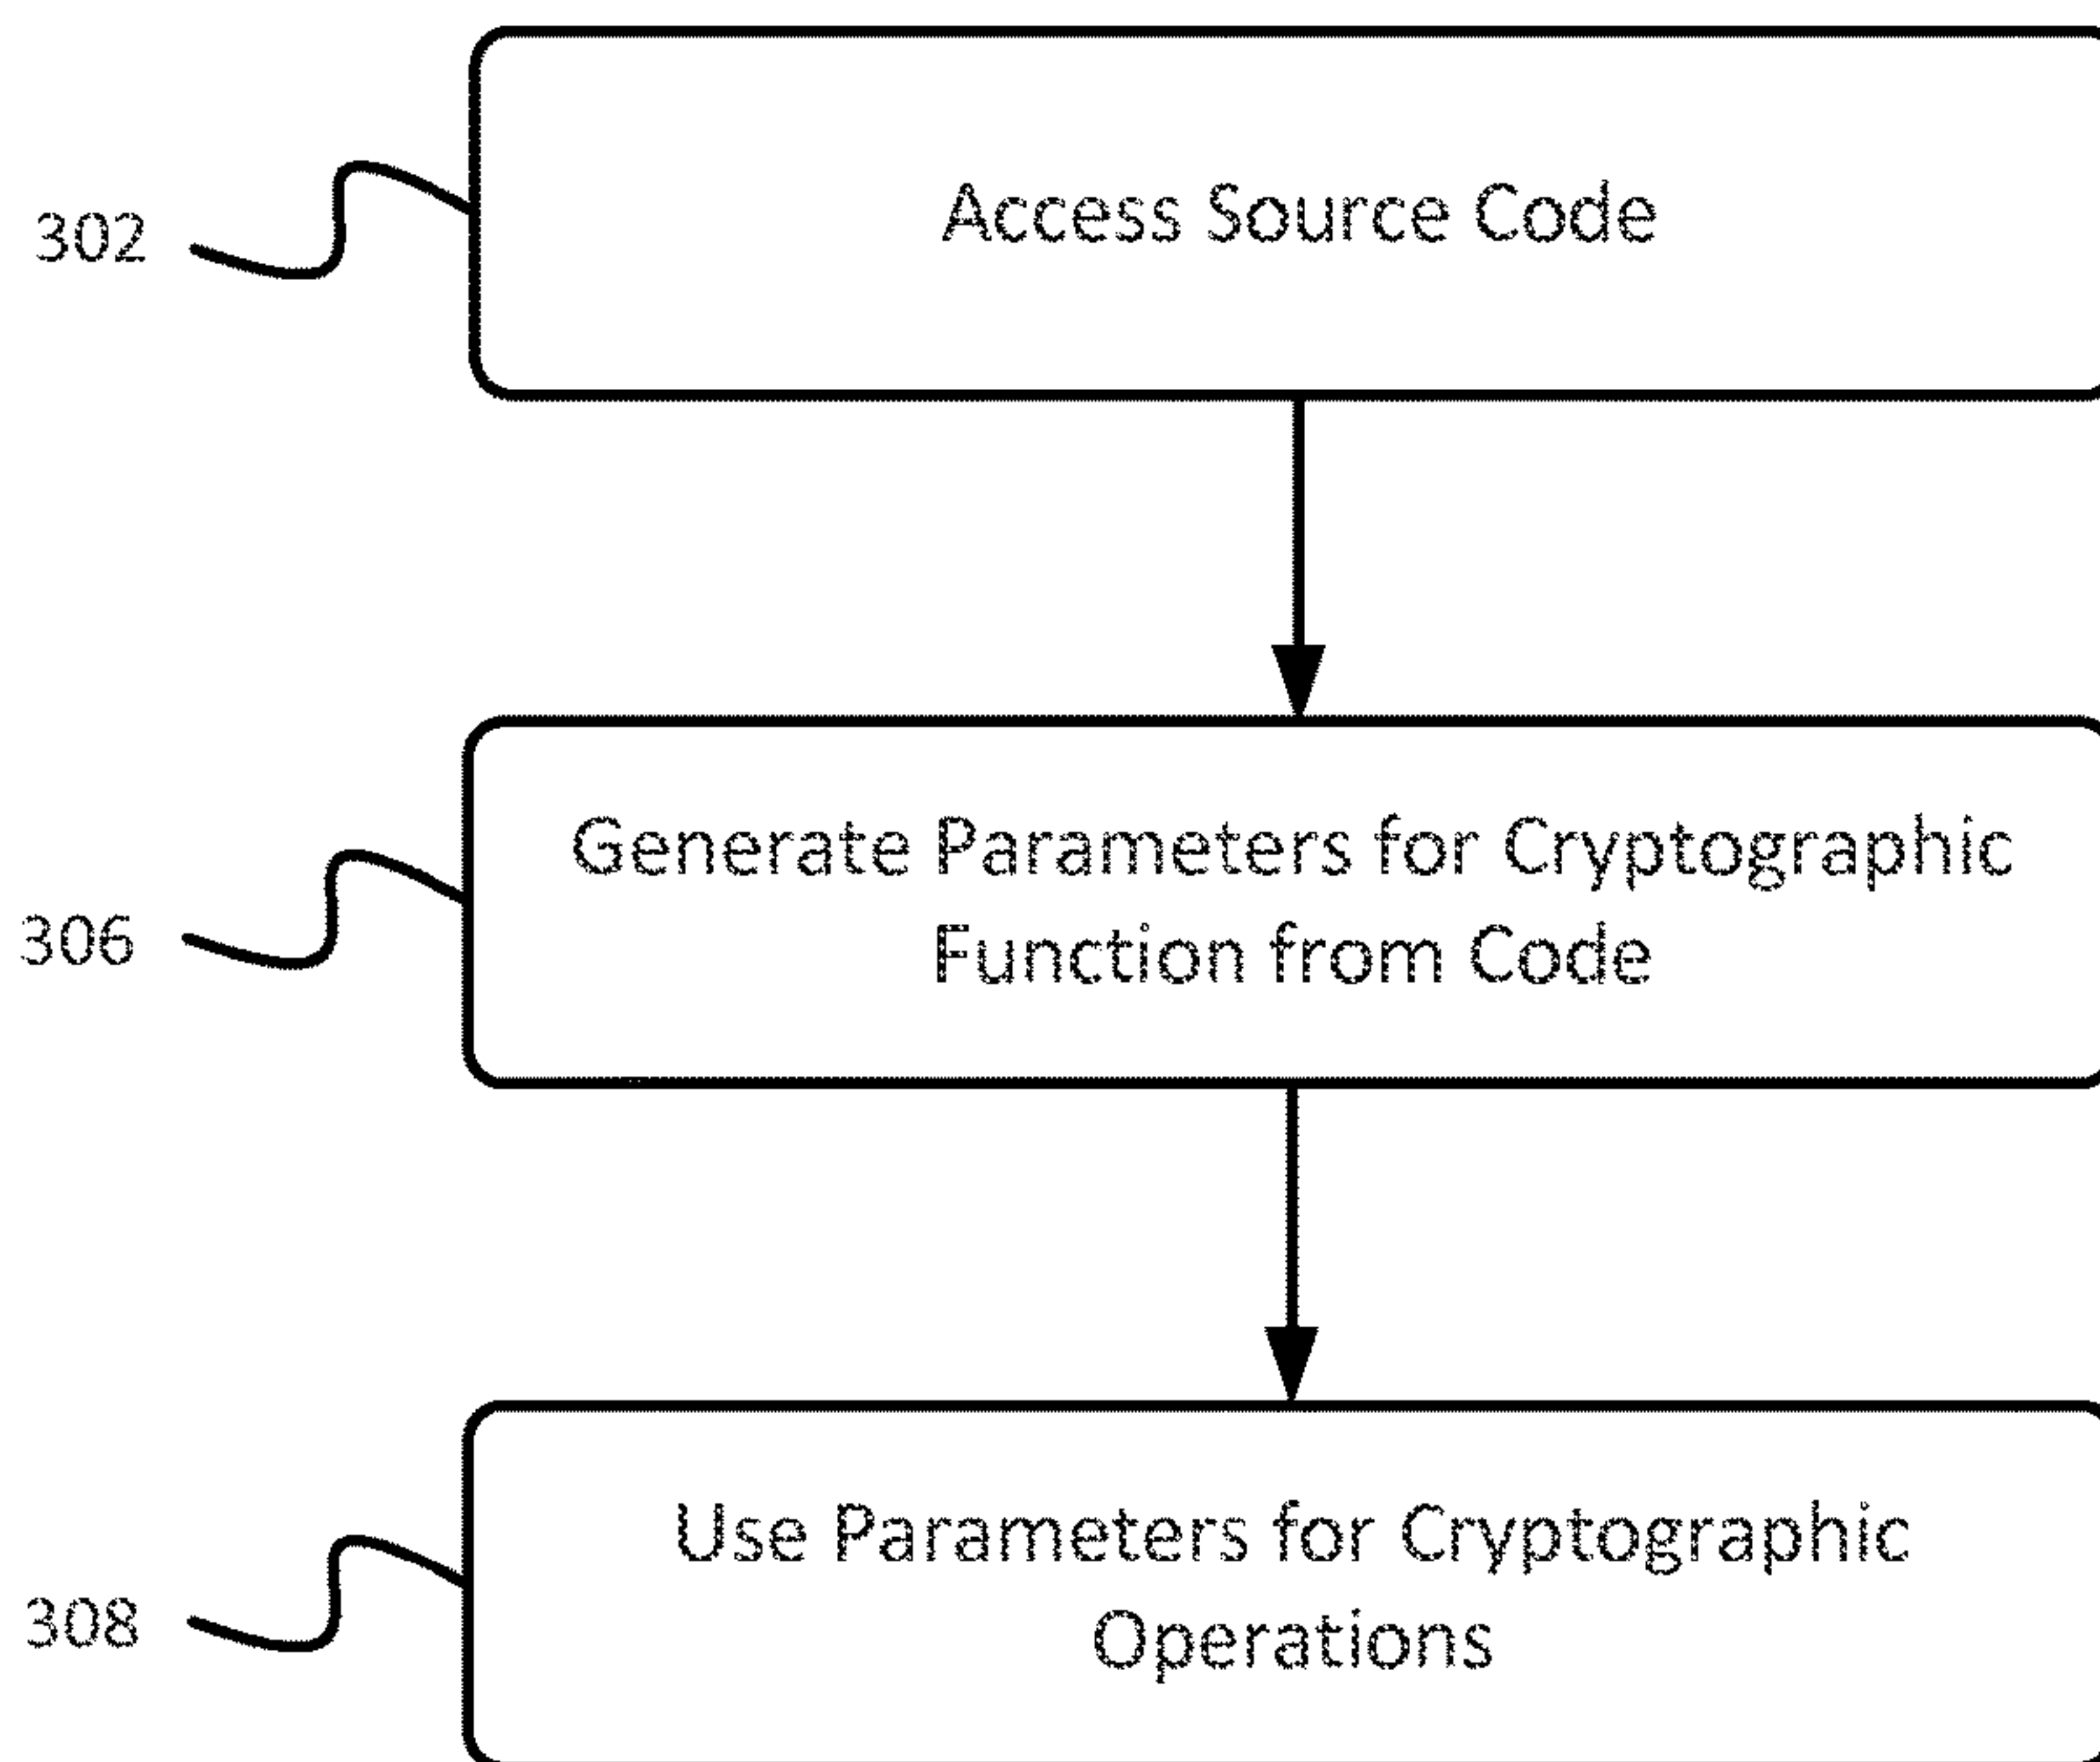 302
Access Source Code
306
Generate Parameters for Cryptographic
Function from Code
308
Use Parameters for Cryptographic
Operations